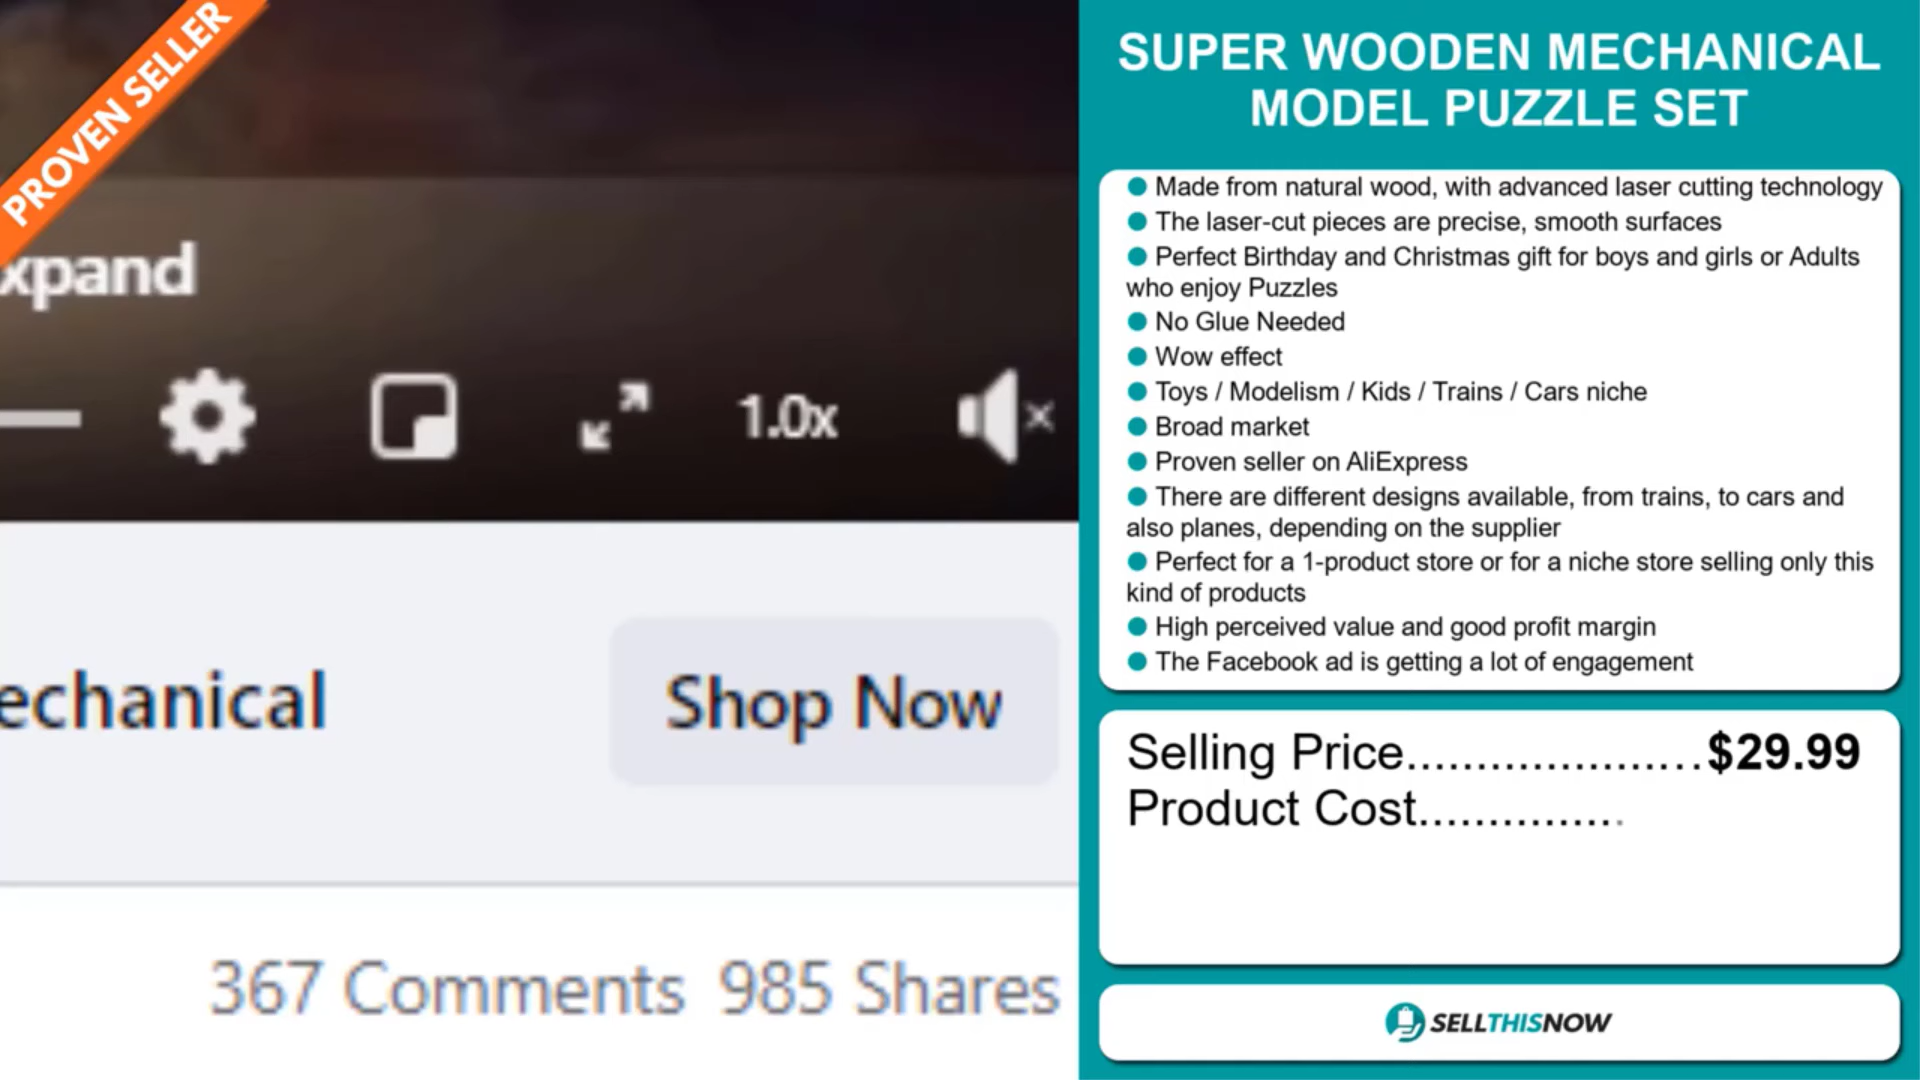 PROVEN SELLER
xpand
1.0x
echanical
Shop Now
367 Comments 985 Shares
SUPER WOODEN MECHANICAL
MODEL PUZZLE SET
● Made from natural wood, with advanced laser cutting technology
● The laser-cut pieces are precise, smooth surfaces
● Perfect Birthday and Christmas gift for boys and girls or Adults
who enjoy Puzzles
● No Glue Needed
● Wow effect
● Toys / Modelism / Kids / Trains / Cars niche
● Broad market
● Proven seller on AliExpress
● There are different designs available, from trains, to cars and
also planes, depending on the supplier
● Perfect for a 1-product store or for a niche store selling only this
kind of products
● High perceived value and good profit margin
● The Facebook ad is getting a lot of engagement
Selling Price.....................$29.99
Product Cost...............
SELLTHISNOW